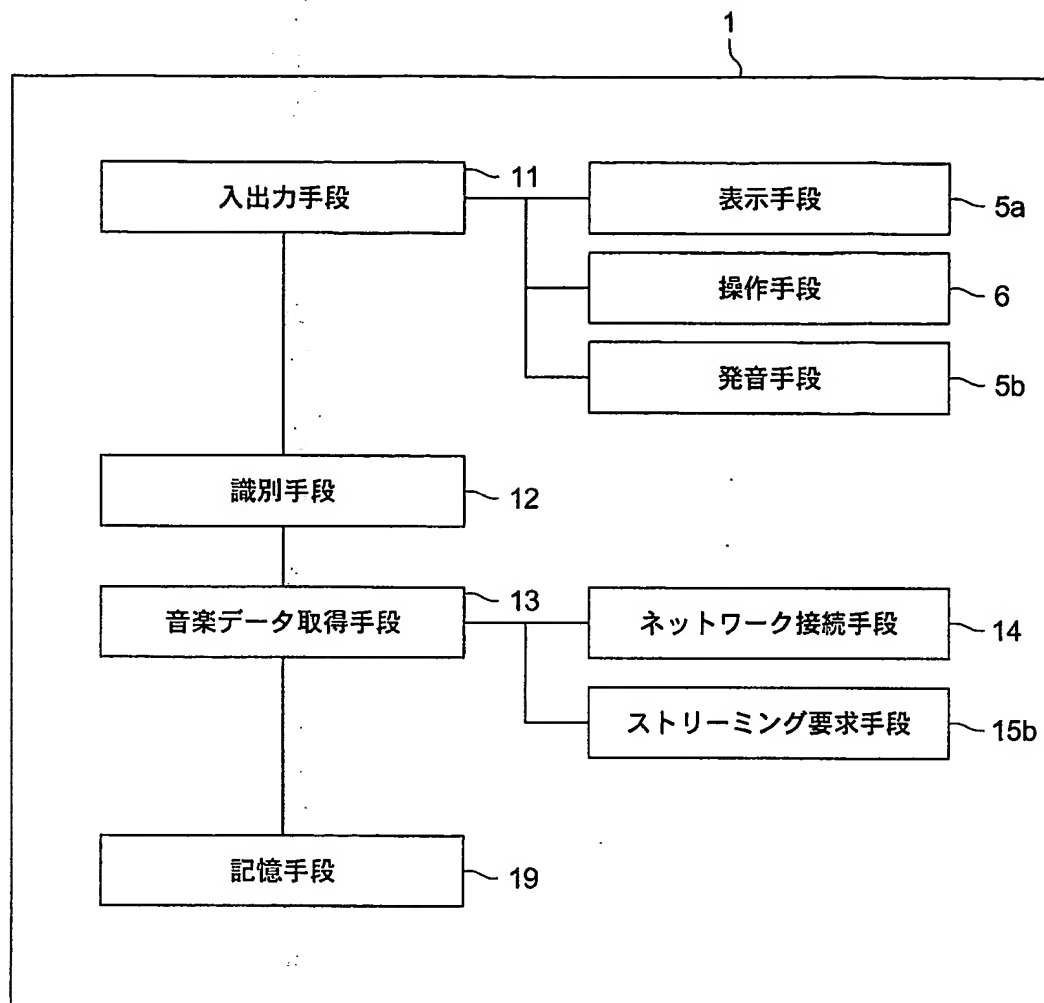 1
入出力手段
11
表示手段
5a
操作手段
6
発音手段
5b
識別手段
12
音楽データ取得手段
13
ネットワーク接続手段
14
ストリーミング要求手段
15b
記憶手段
19